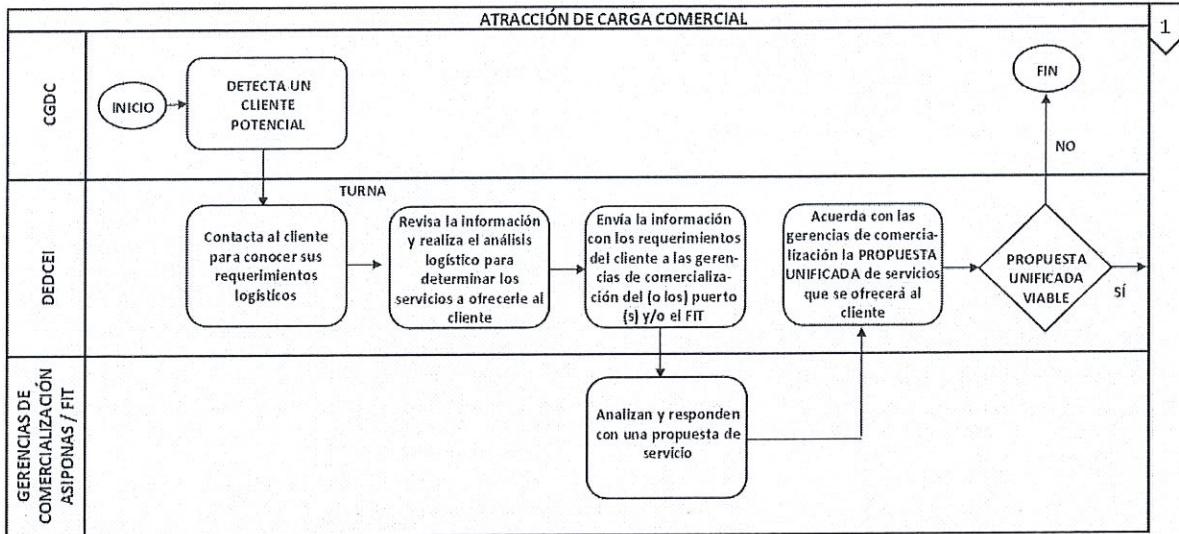 ATRACCIÓN DE CARGA COMERCIAL
1
CGDC
INICIO
DETECTA UN
CLIENTE
POTENCIAL
FIN
NO
DEDCEI
TURNA
Contacta al cliente
para conocer sus
requerimientos
logísticos
Revisa la información
y realiza el análisis
logístico para
determinar los
servicios a ofrecerle al
cliente
Envía la información
con los requerimientos
del cliente a las geren-
cias de comercializa-
ción del (o los) puerto
(s) y/o el FIT
Acuerda con las
gerencias de comercia-
lización la PROPUESTA
UNIFICADA de servicios
que se ofrecerá al
cliente
PROPUESTA
UNIFICADA
VIABLE
SÍ
GERENCIAS DE
COMERCIALIZACIÓN
ASIPONAS / FIT
Analizan y responden
con una propuesta de
servicio